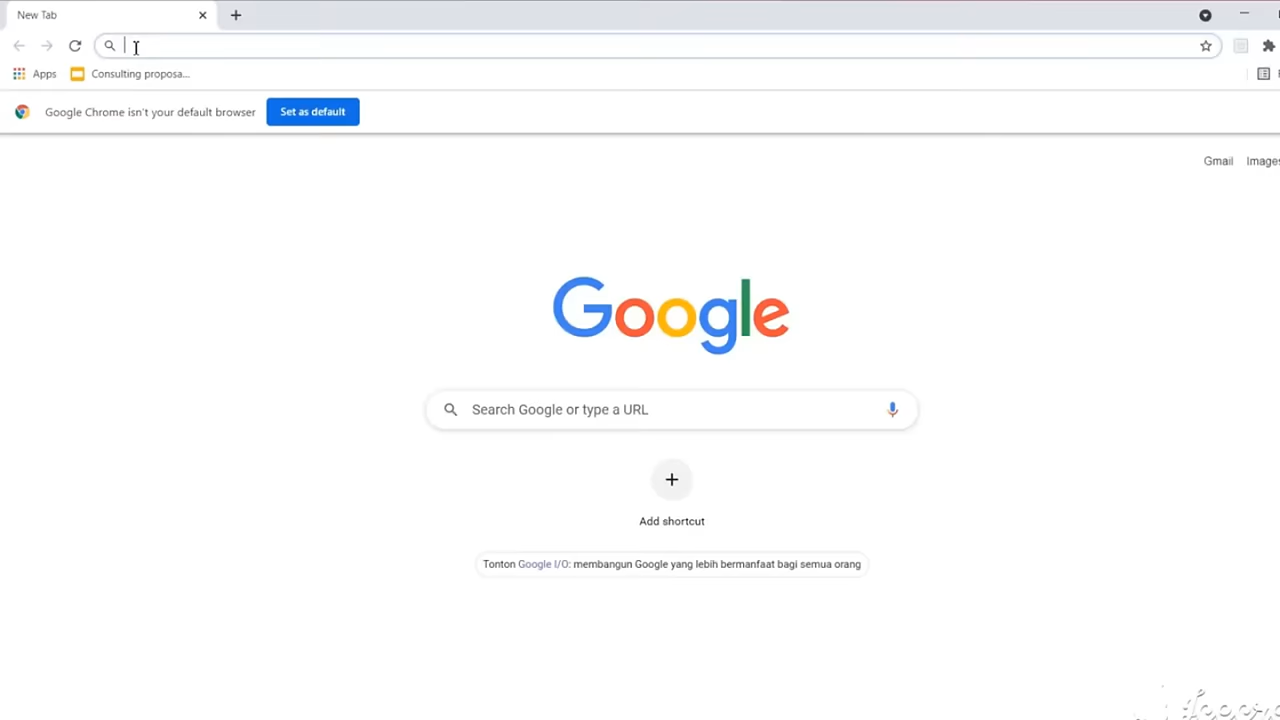 New Tab
Apps Consulting proposa...
Google Chrome isn't your default browser Set as default
Gmail Images
Google
Search Google or type a URL
Add shortcut
Tonton Google I/O: membangun Google yang lebih bermanfaat bagi semua orang